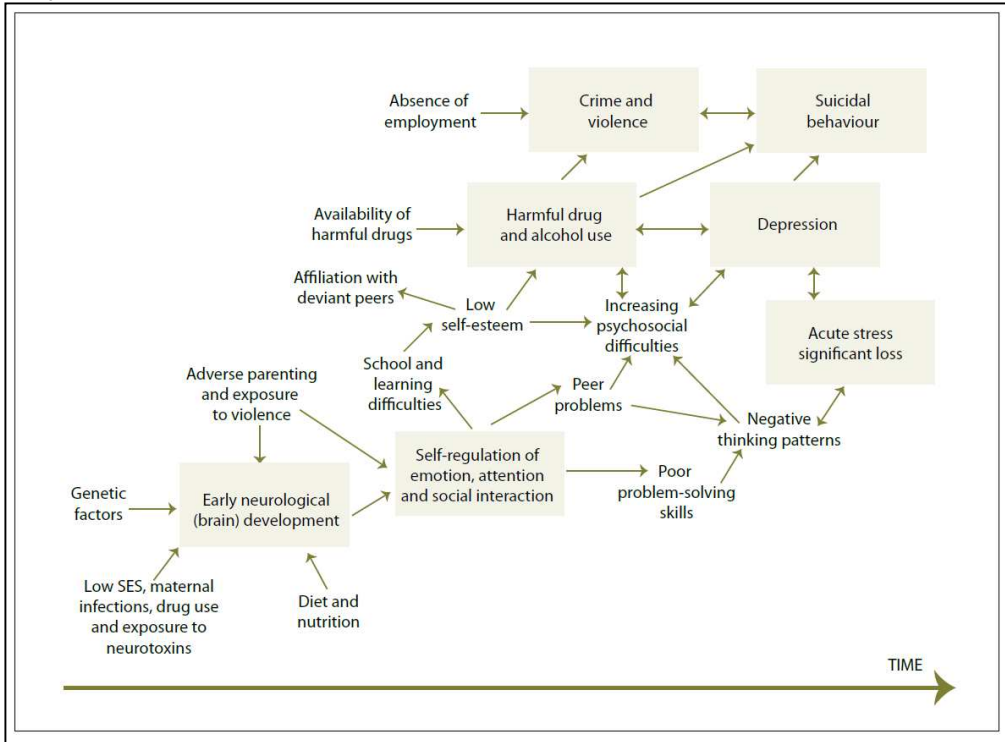 Absence of
employment
Crime and
violence
Suicidal
behaviour
Availability of
harmful drugs
Harmful drug
and alcohol use
Depression
Affiliation with
deviant peers
Low
self-esteem
Increasing
psychosocial
difficulties
Acute stress
significant loss
School and
learning
difficulties
Adverse parenting
and exposure
to violence
Peer
problems
Negative
thinking patterns
Self-regulation of
emotion, attention
and social interaction
Poor
problem-solving
skills
Genetic
factors
Early neurological
(brain) development
Low SES, maternal
infections, drug use
and exposure to
neurotoxins
Diet and
nutrition
TIME